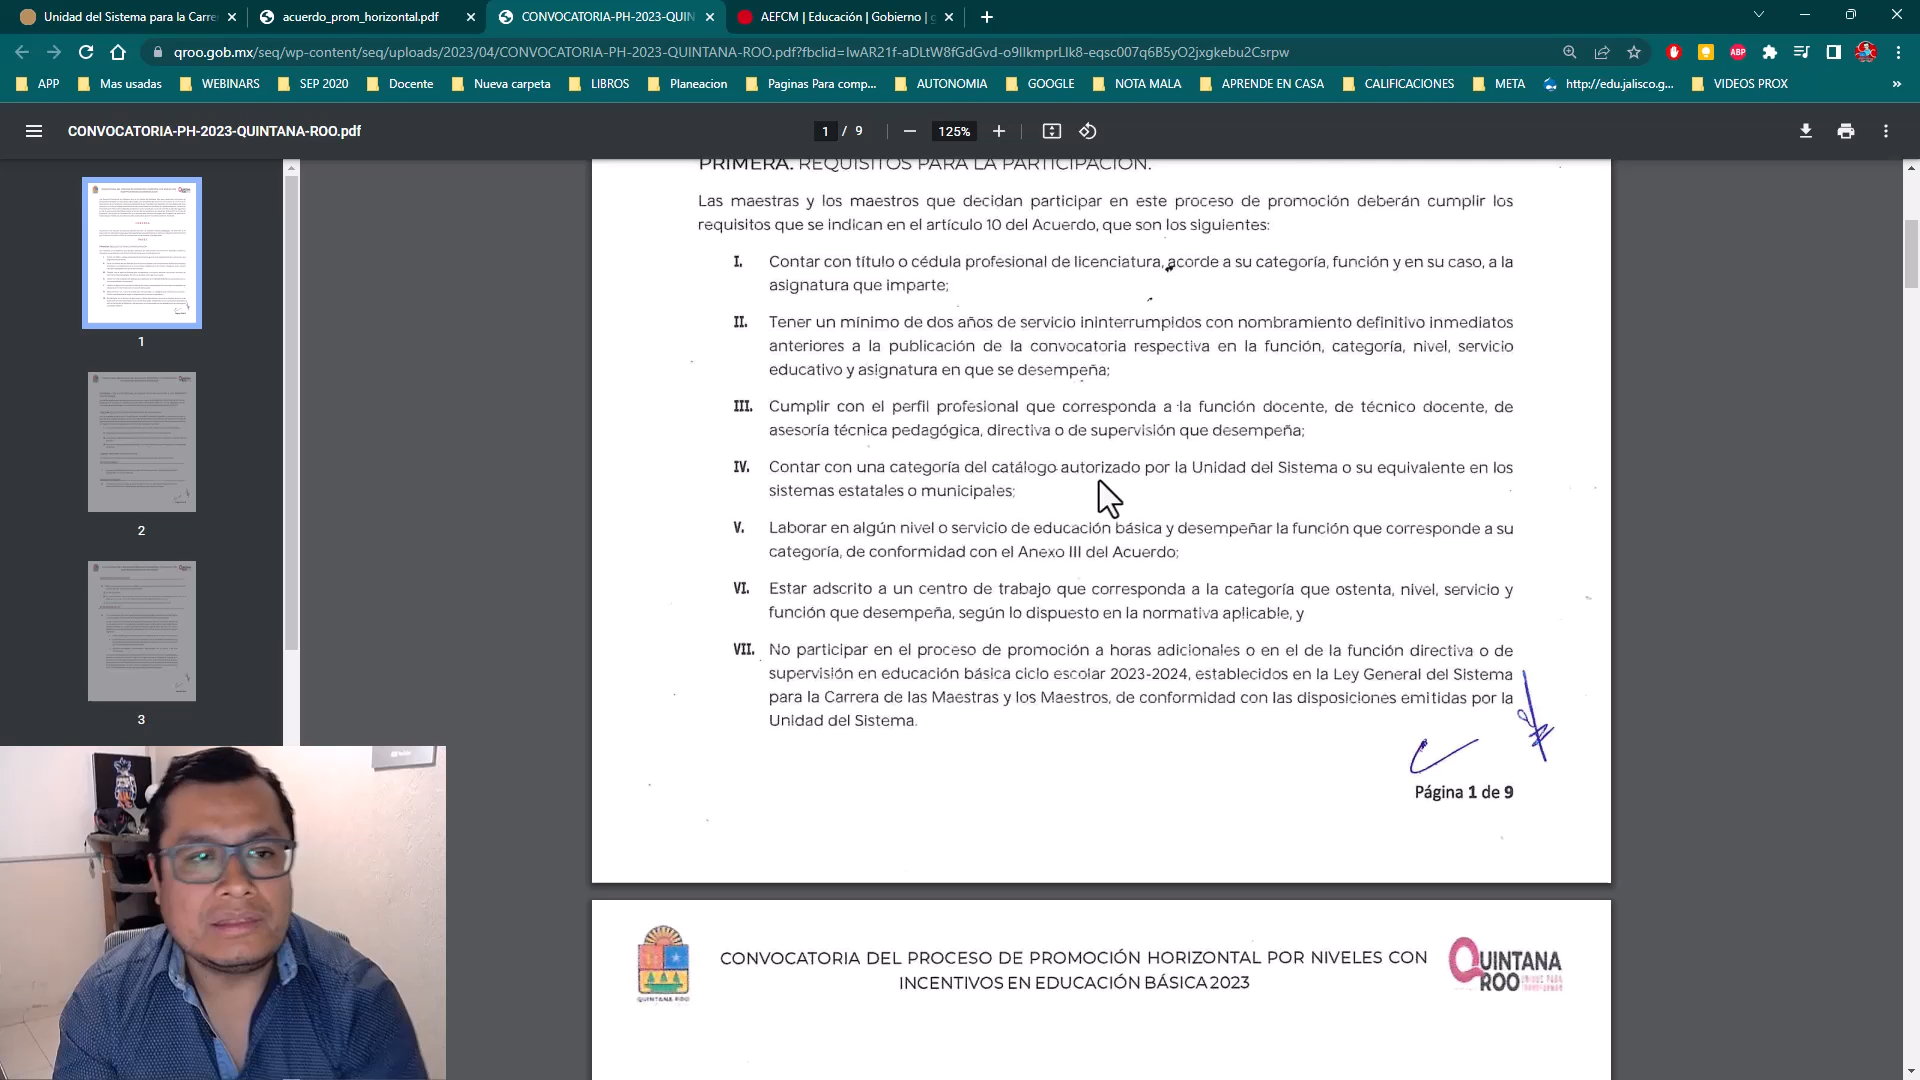 Unidad del Sistema para la Carre
acuerdo_prom_horizontal.pdf
CONVOCATORIA-PH-2023-QUIN
AEFCM | Educación | Gobierno | g
qroo.gob.mx/seq/wp-content/seq/uploads/2023/04/CONVOCATORIA-PH-2023-QUINTANA-ROO.pdf?fbclid=IwAR21f-aDLtW8fGdGvd-o9IlkmprLlk8-eqsc007q6B5yO2jxgkebu2Csrpw
APP
Mas usadas
WEBINARS
SEP 2020
Docente
Nueva carpeta
LIBROS
Planeacion
Paginas Para comp...
AUTONOMIA
GOOGLE
NOTA MALA
APRENDE EN CASA
CALIFICACIONES
META
http://edu.jalisco.g...
VIDEOS PROX
»
CONVOCATORIA-PH-2023-QUINTANA-ROO.pdf
1 / 9
125%
1
2
3
PRIMERA. REQUISITOS PARA LA PARTICIPACIÓN.
Las maestras y los maestros que decidan participar en este proceso de promoción deberán cumplir los
requisitos que se indican en el artículo 10 del Acuerdo, que son los siguientes:
I. Contar con título o cédula profesional de licenciatura, acorde a su categoría, función y en su caso, a la
asignatura que imparte;
II. Tener un mínimo de dos años de servicio ininterrumpidos con nombramiento definitivo inmediatos
anteriores a la publicación de la convocatoria respectiva en la función, categoría, nivel, servicio
educativo y asignatura en que se desempeña;
III. Cumplir con el perfil profesional que corresponda a la función docente, de técnico docente, de
asesoría técnica pedagógica, directiva o de supervisión que desempeña;
IV. Contar con una categoría del catálogo autorizado por la Unidad del Sistema o su equivalente en los
sistemas estatales o municipales;
V. Laborar en algún nivel o servicio de educación básica y desempeñar la función que corresponde a su
categoría, de conformidad con el Anexo III del Acuerdo;
VI. Estar adscrito a un centro de trabajo que corresponda a la categoría que ostenta, nivel, servicio y
función que desempeña, según lo dispuesto en la normativa aplicable, y
VII. No participar en el proceso de promoción a horas adicionales o en el de la función directiva o de
supervisión en educación básica ciclo escolar 2023-2024, establecidos en la Ley General del Sistema
para la Carrera de las Maestras y los Maestros, de conformidad con las disposiciones emitidas por la
Unidad del Sistema.
Página 1 de 9
QUINTANA ROO
CONVOCATORIA DEL PROCESO DE PROMOCIÓN HORIZONTAL POR NIVELES CON
INCENTIVOS EN EDUCACIÓN BÁSICA 2023
QUINTANA
ROO